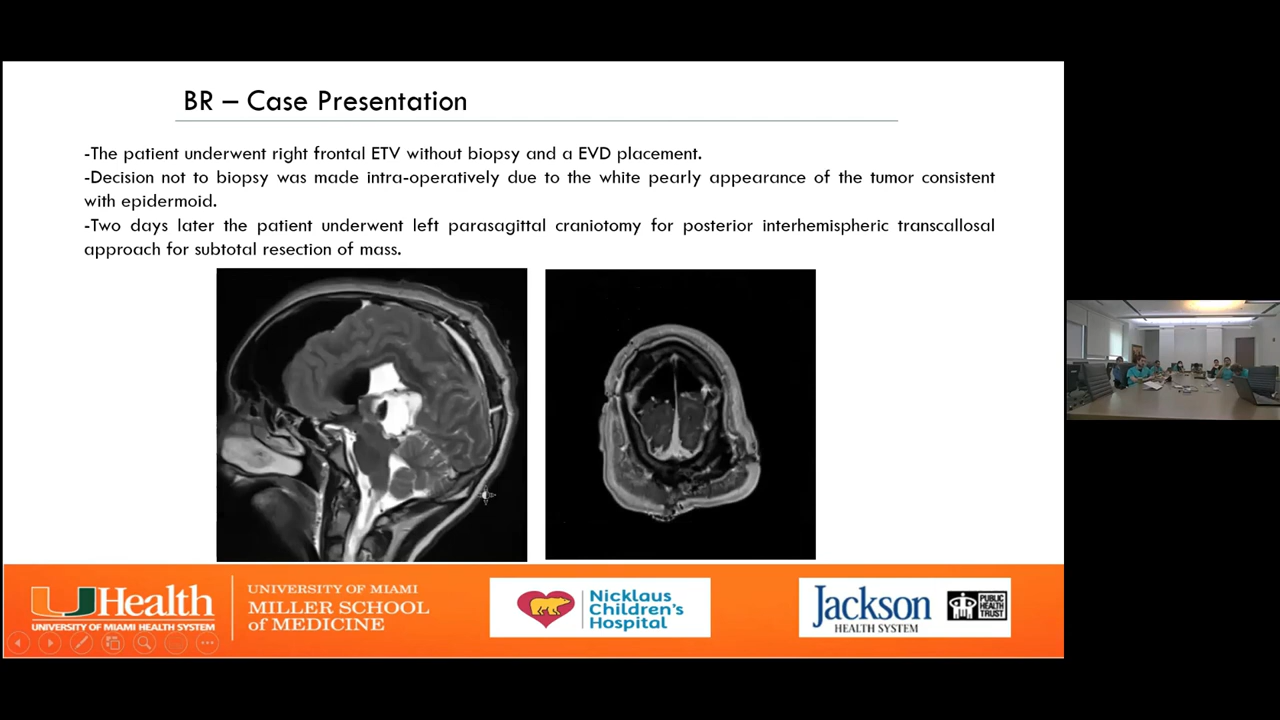 BR – Case Presentation
-The patient underwent right frontal ETV without biopsy and a EVD placement.
-Decision not to biopsy was made intra-operatively due to the white pearly appearance of the tumor consistent
with epidermoid.
-Two days later the patient underwent left parasagittal craniotomy for posterior interhemispheric transcallosal
approach for subtotal resection of mass.
UHealth
UNIVERSITY OF MIAMI HEALTH SYSTEM
UNIVERSITY OF MIAMI
MILLER SCHOOL
of MEDICINE
Nicklaus
Children's
Hospital
Jackson
HEALTH SYSTEM
PUBLIC
HEALTH
TRUST